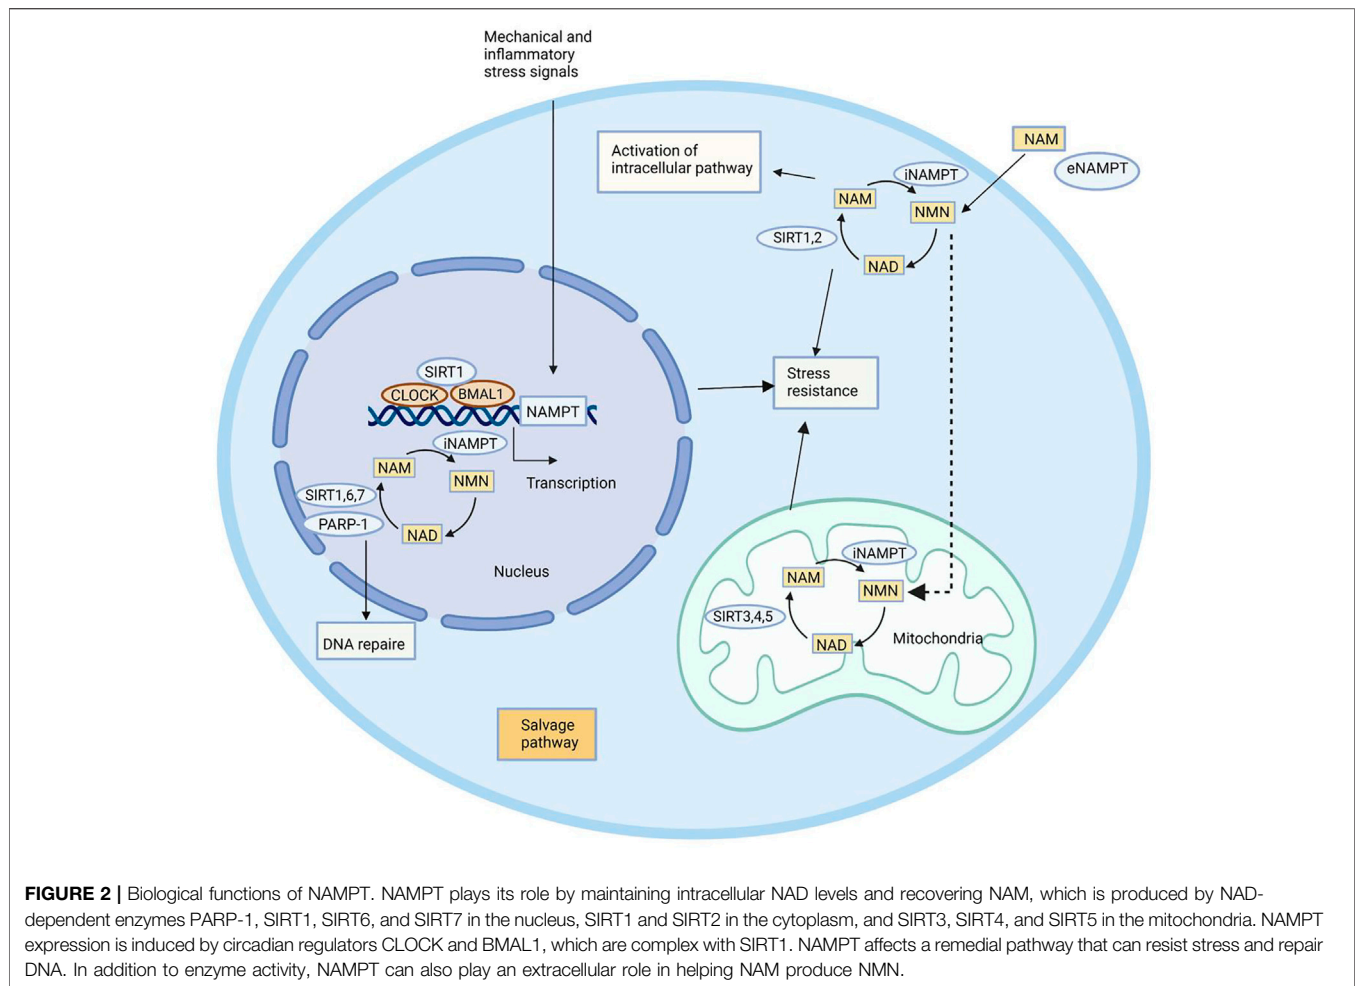 Mechanical and
inflammatory
stress signals
Activation of
intracellular pathway
iNAMPT
NAM
NMN
SIRT1,2
NAD
NAM
eNAMPT
Stress
resistance
SIRT1
CLOCK
BMAL1
NAMPT
iNAMPT
NAM
NMN
Transcription
SIRT1,6,7
PARP-1
NAD
Nucleus
DNA repaire
iNAMPT
NAM
NMN
SIRT3,4,5
NAD
Mitochondria
Salvage
pathway
FIGURE 2 | Biological functions of NAMPT. NAMPT plays its role by maintaining intracellular NAD levels and recovering NAM, which is produced by NAD-
dependent enzymes PARP-1, SIRT1, SIRT6, and SIRT7 in the nucleus, SIRT1 and SIRT2 in the cytoplasm, and SIRT3, SIRT4, and SIRT5 in the mitochondria. NAMPT
expression is induced by circadian regulators CLOCK and BMAL1, which are complex with SIRT1. NAMPT affects a remedial pathway that can resist stress and repair
DNA. In addition to enzyme activity, NAMPT can also play an extracellular role in helping NAM produce NMN.